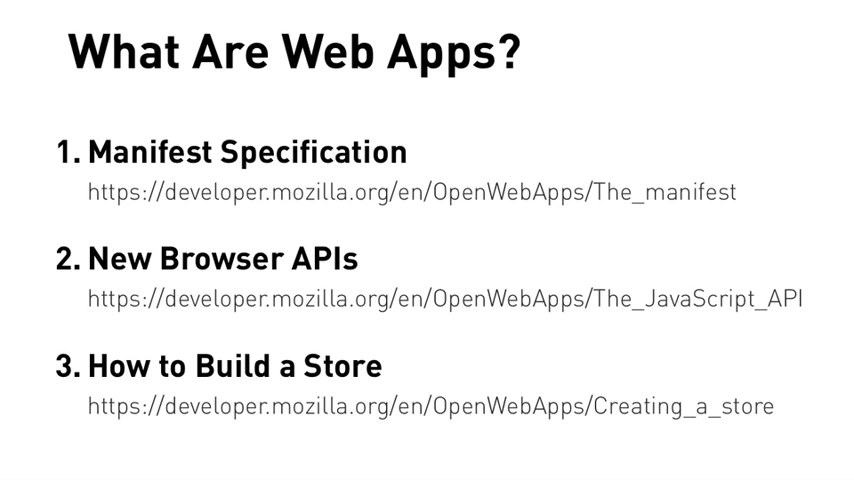 What Are Web Apps?
1. Manifest Specification
https://developer.mozilla.org/en/OpenWebApps/The_manifest
2. New Browser APIs
https://developer.mozilla.org/en/OpenWebApps/The_JavaScript_API
3. How to Build a Store
https://developer.mozilla.org/en/OpenWebApps/Creating_a_store